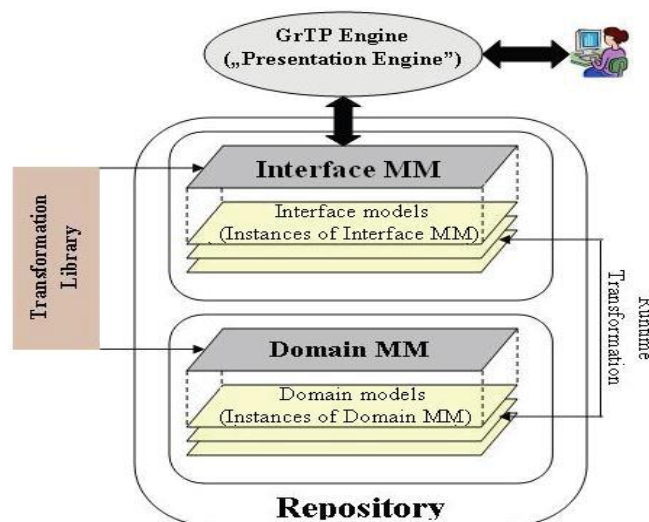 GrTP Engine
(„Presentation Engine”)
Interface MM
Interface models
(Instances of Interface MM)
Transformation
Library
Runtime
Transformation
Domain MM
Domain models
(Instances of Domain MM)
Repository